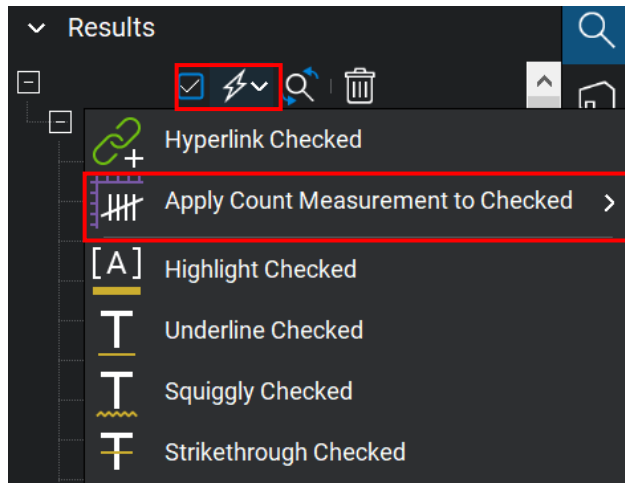 Results
Hyperlink Checked
Apply Count Measurement to Checked
[A] Highlight Checked
T Underline Checked
T Squiggly Checked
T Strikethrough Checked